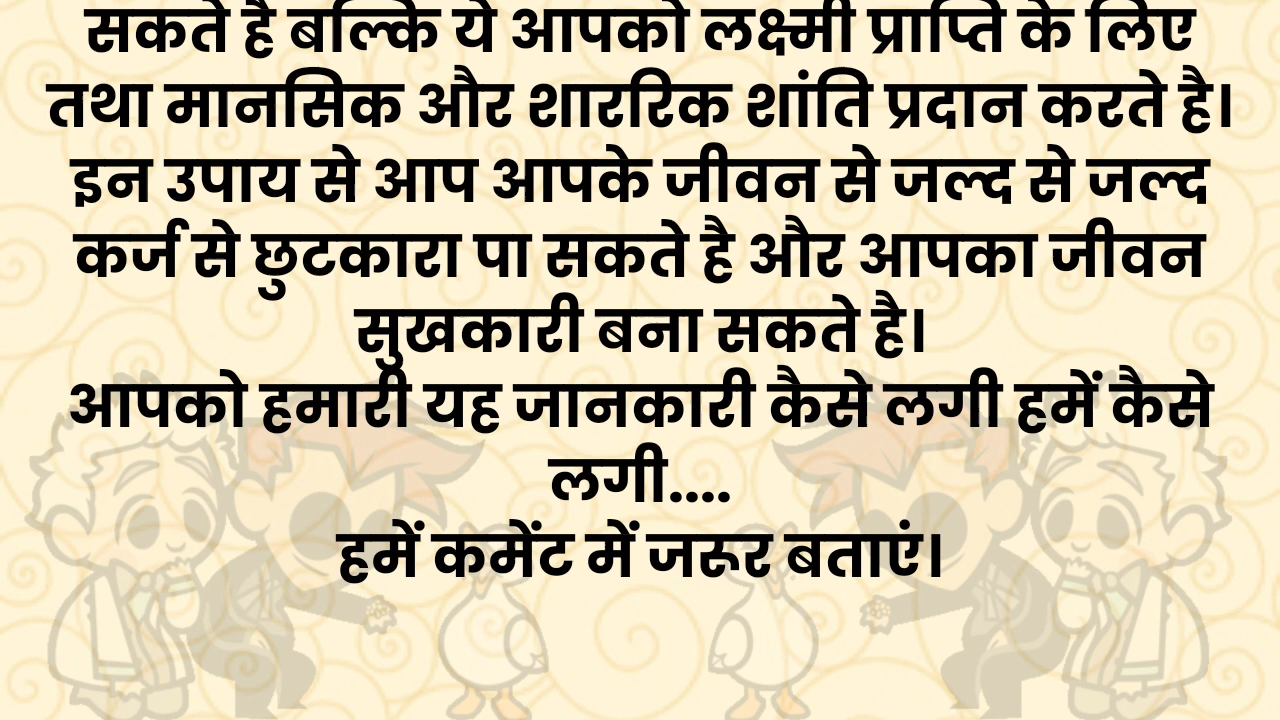 सकते है बल्कि ये आपको लक्ष्मी प्राप्ति के लिए
तथा मानसिक और शाररिक शांति प्रदान करते है।
इन उपाय से आप आपके जीवन से जल्द से जल्द
कर्ज से छुटकारा पा सकते है और आपका जीवन
सुखकारी बना सकते है।
आपको हमारी यह जानकारी कैसे लगी हमें कैसे
लगी....
हमें कमेंट में जरूर बताएं।